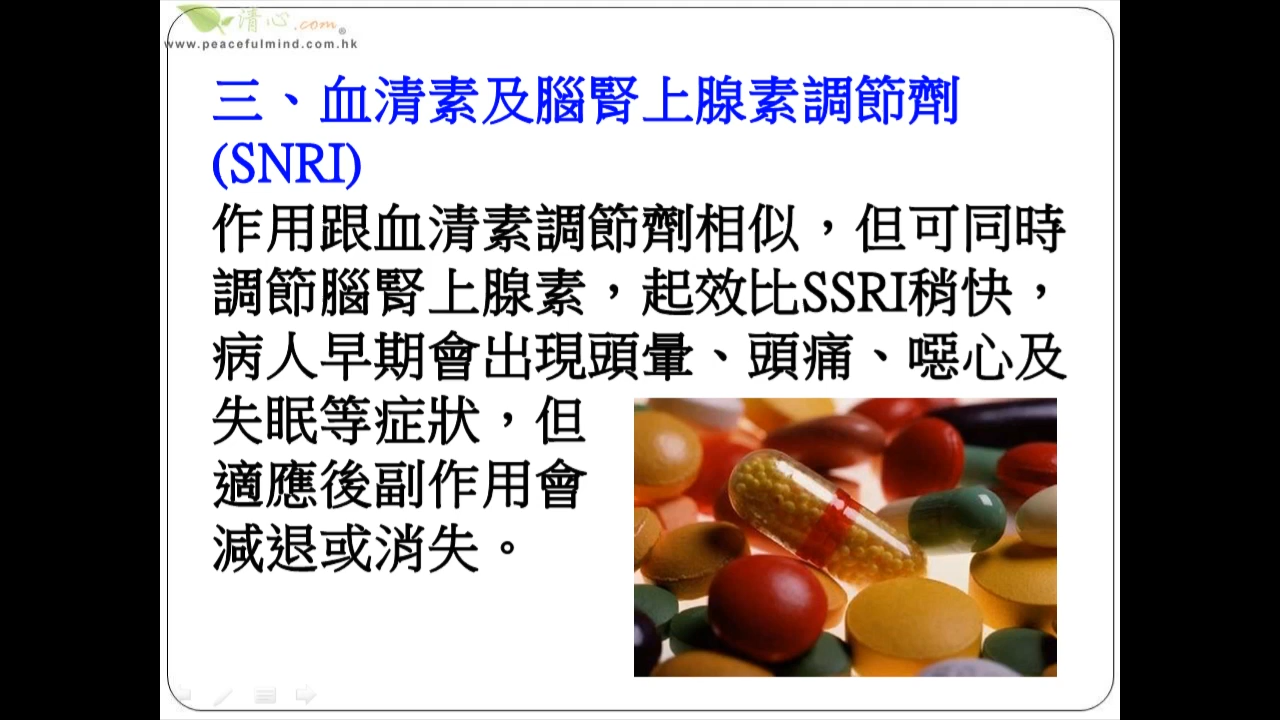 清心.com®
www.peacefulmind.com.hk
三、血清素及腦腎上腺素調節劑
(SNRI)
作用跟血清素調節劑相似，但可同時
調節腦腎上腺素，起效比SSRI稍快，
病人早期會出現頭暈、頭痛、噁心及
失眠等症狀，但
適應後副作用會
減退或消失。